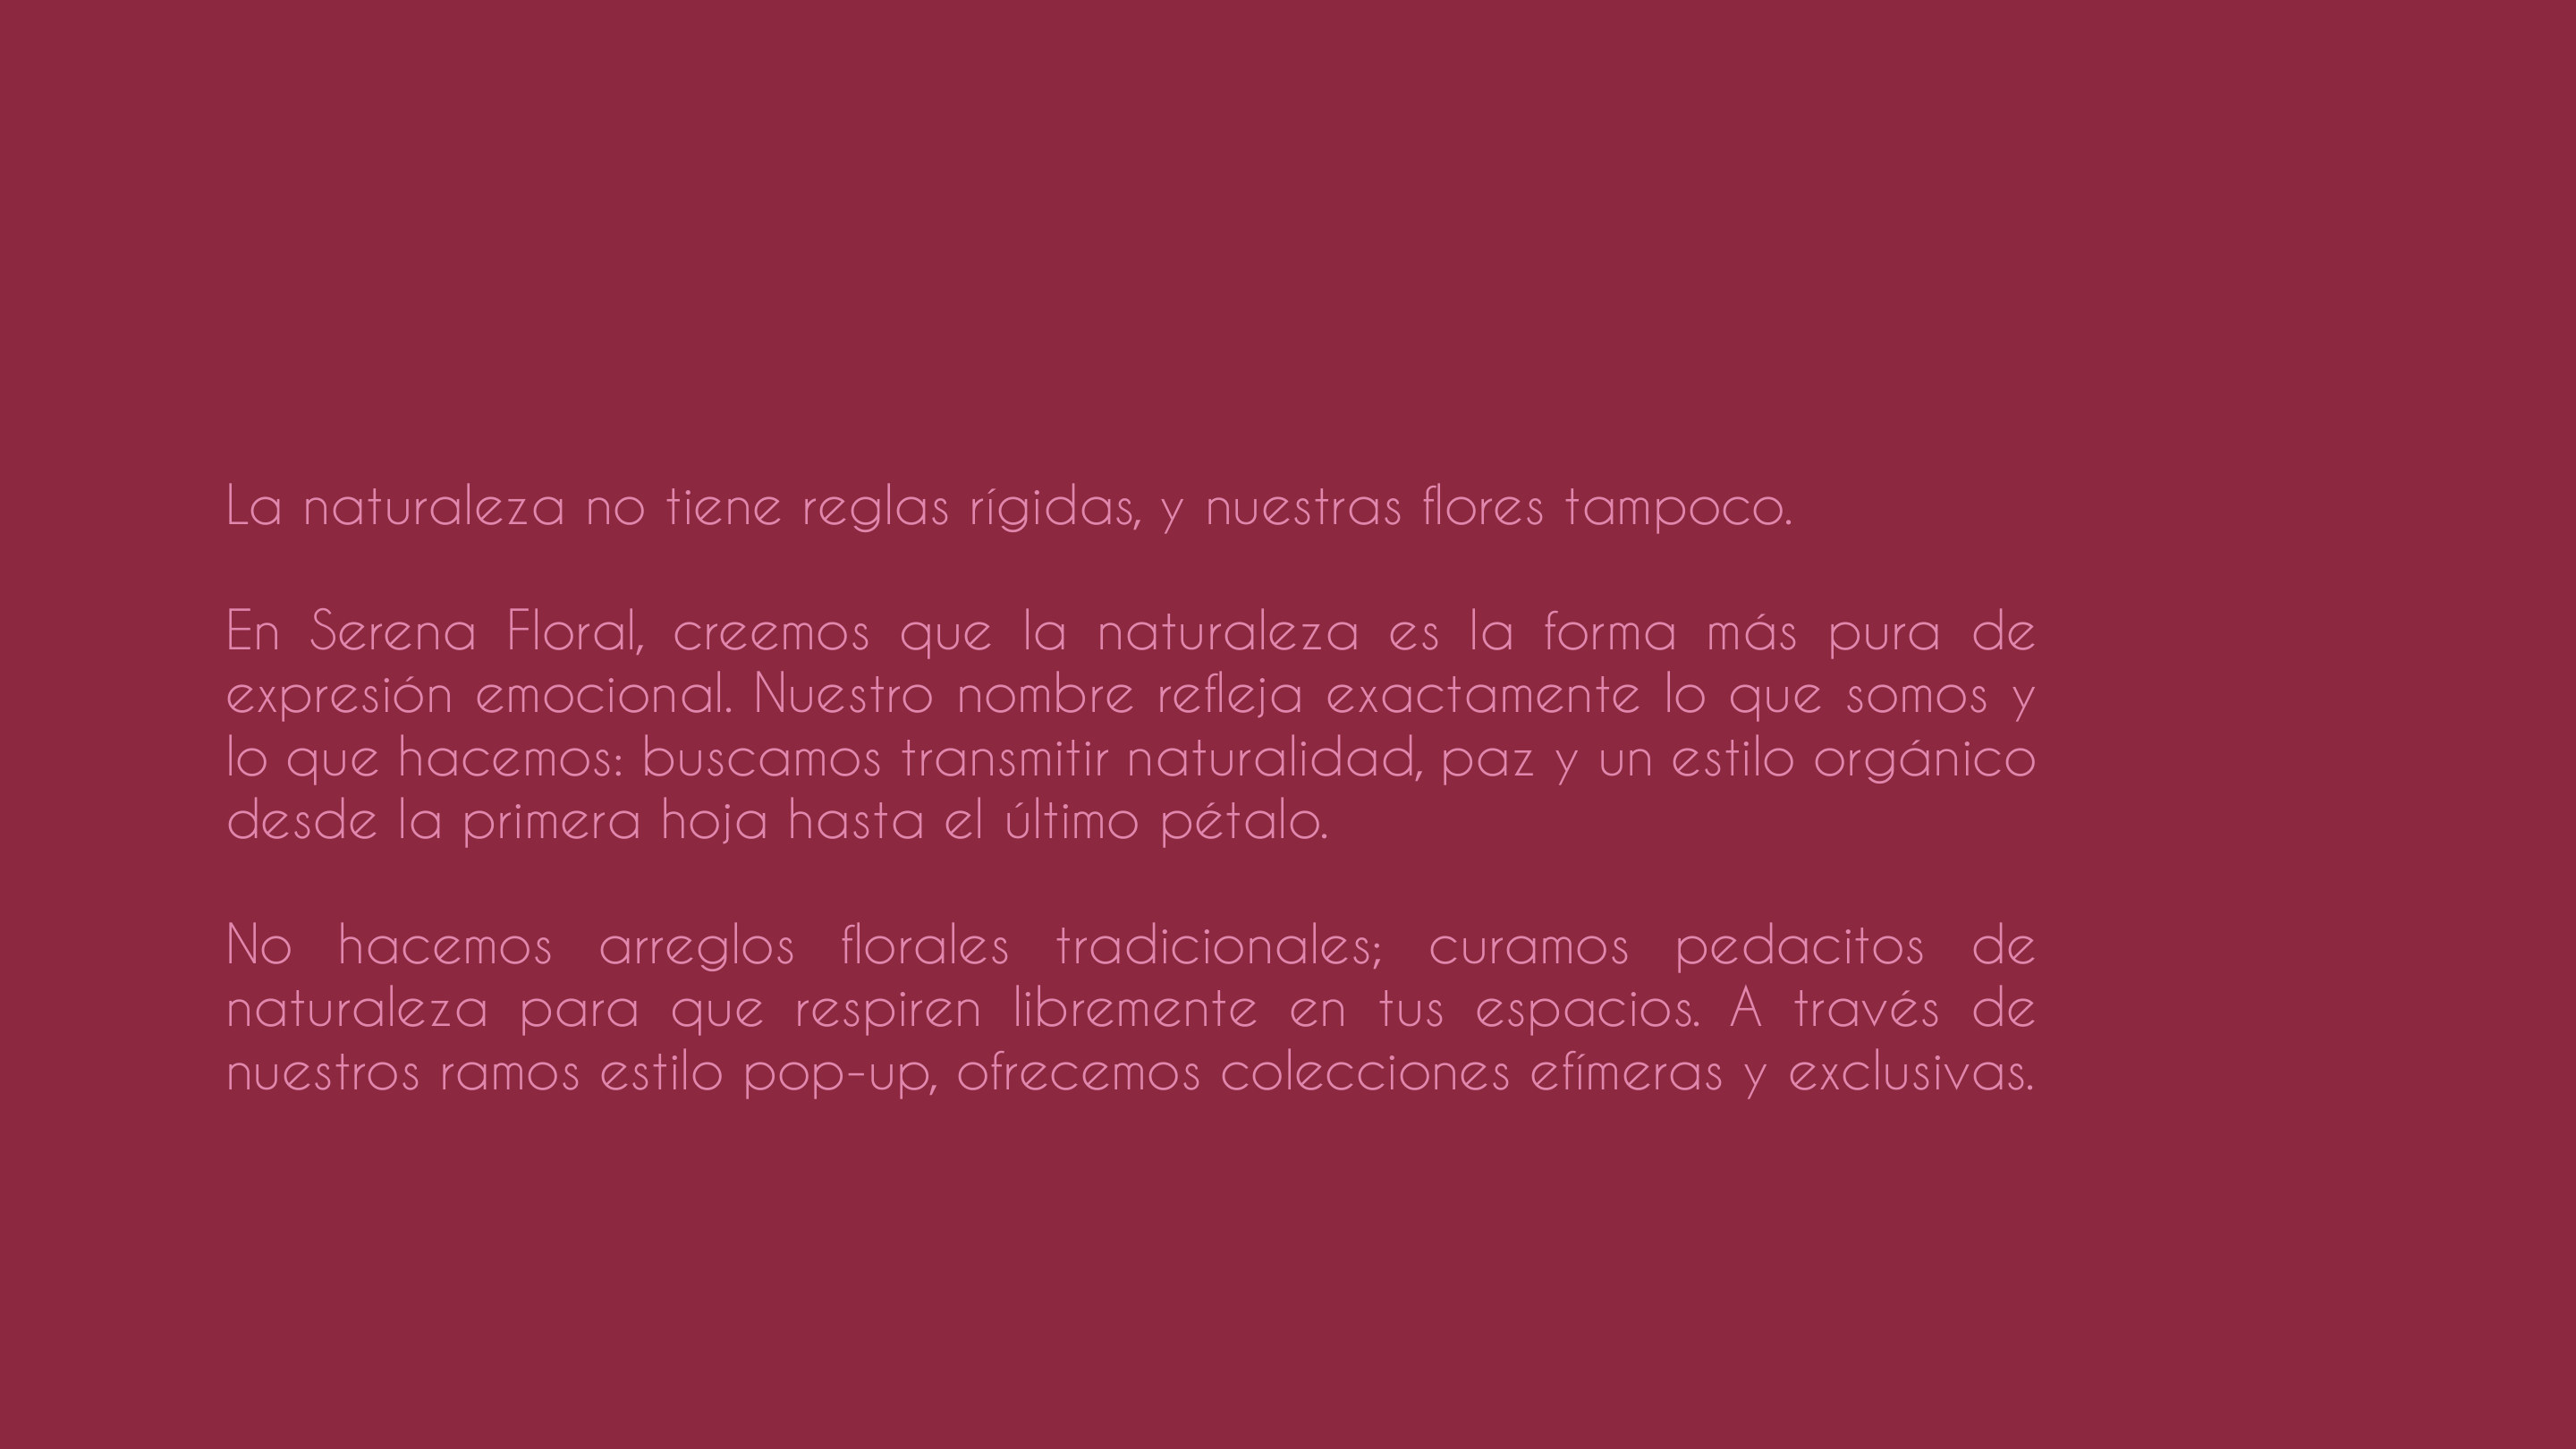 La naturaleza no tiene reglas rígidas, y nuestras flores tampoco.
En Serena Floral, creemos que la naturaleza es la forma más pura de
expresión emocional. Nuestro nombre refleja exactamente lo que somos y
lo que hacemos: buscamos transmitir naturalidad, paz y un estilo orgánico
desde la primera hoja hasta el último pétalo.
No hacemos arreglos florales tradicionales; curamos pedacitos de
naturaleza para que respiren libremente en tus espacios. A través de
nuestros ramos estilo pop-up, ofrecemos colecciones efímeras y exclusivas.